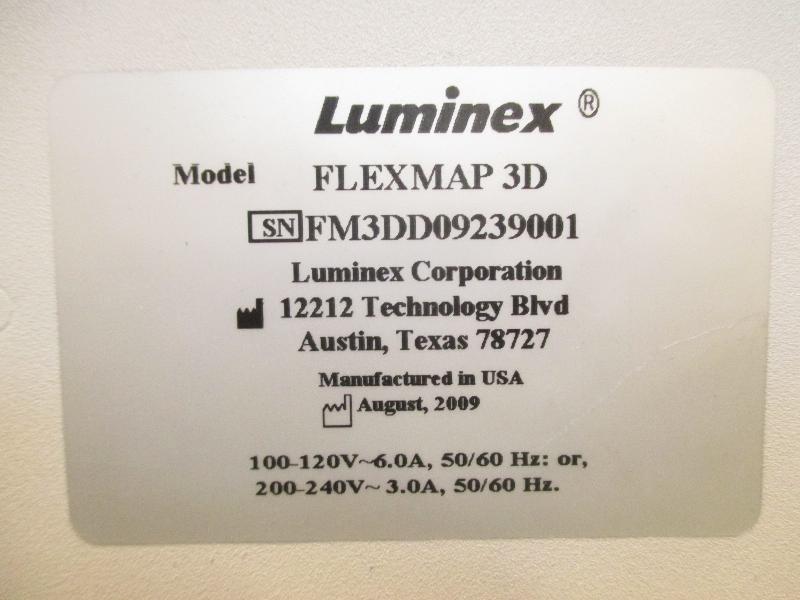 Luminex ®
Model FLEXMAP 3D
SN FM3DD09239001
Luminex Corporation
12212 Technology Blvd
Austin, Texas 78727
Manufactured in USA
August, 2009
100-120V~6.0A, 50/60 Hz: or,
200-240V~ 3.0A, 50/60 Hz.